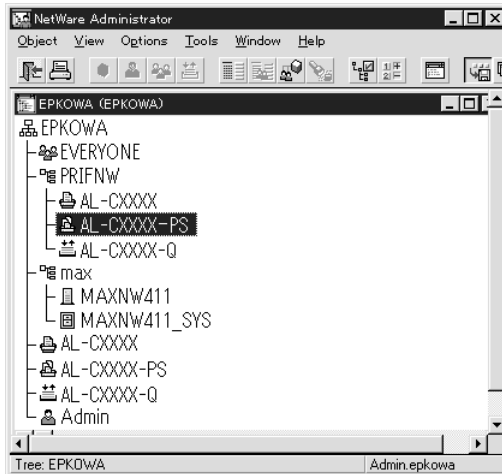 NetWare Administrator
Object View Options Tools Window Help
EPKOWA (EPKOWA)
EPKOWA
EVERYONE
PRIFNW
AL-CXXXX
AL-CXXXX-PS
AL-CXXXX-Q
max
MAXNW411
MAXNW411_SYS
AL-CXXXX
AL-CXXXX-PS
AL-CXXXX-Q
Admin
Tree: EPKOWA Admin.epkowa